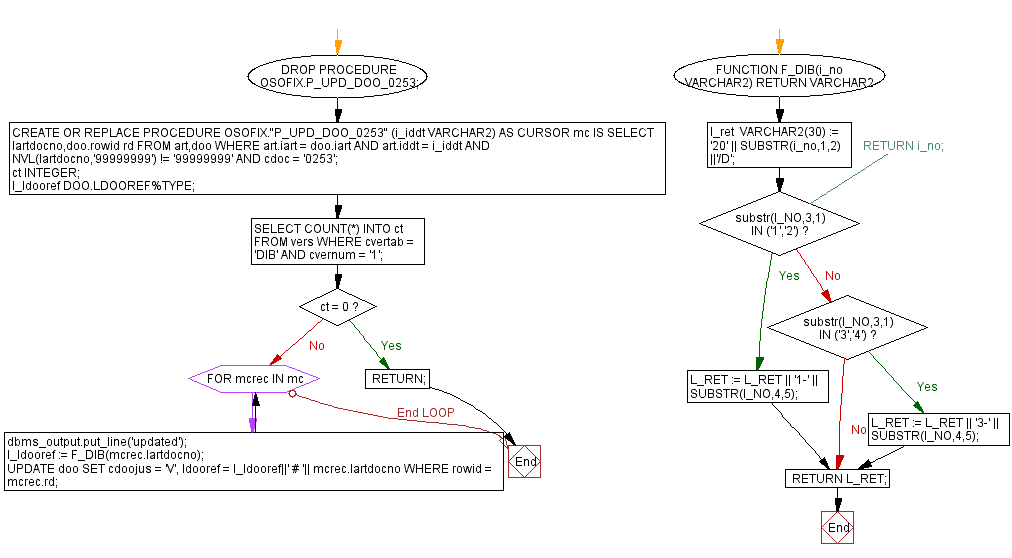 DROP PROCEDURE
OSOFIX.P_UPD_DOO_0253;
CREATE OR REPLACE PROCEDURE OSOFIX."P_UPD_DOO_0253" (i_iddt VARCHAR2) AS CURSOR mc IS SELECT
lartdocno,doo.rowid rd FROM art,doo WHERE art.iart = doo.iart AND art.iddt = i_iddt AND
NVL(lartdocno,'99999999') != '99999999' AND cdoc = '0253';
ct INTEGER;
l_ldooref DOO.LDOOREF%TYPE;
SELECT COUNT(*) INTO ct
FROM vers WHERE cvertab =
'DIB' AND cvernum = '1';
ct = 0 ?
No
Yes
FOR mcrec IN mc
RETURN;
End LOOP
dbms_output.put_line('updated');
l_ldooref := F_DIB(mcrec.lartdocno);
UPDATE doo SET cdoojus = 'V', ldooref = l_ldooref||' # '|| mcrec.lartdocno WHERE rowid =
mcrec.rd;
End
FUNCTION F_DIB(i_no
VARCHAR2) RETURN VARCHAR2
l_ret VARCHAR2(30) :=
'20' || SUBSTR(i_no,1,2)
||'/D';
RETURN i_no;
substr(I_NO,3,1)
IN ('1','2') ?
Yes
No
substr(I_NO,3,1)
IN ('3','4') ?
L_RET := L_RET || '1-' ||
SUBSTR(I_NO,4,5);
Yes
No
L_RET := L_RET || '3-' ||
SUBSTR(I_NO,4,5);
RETURN L_RET;
End